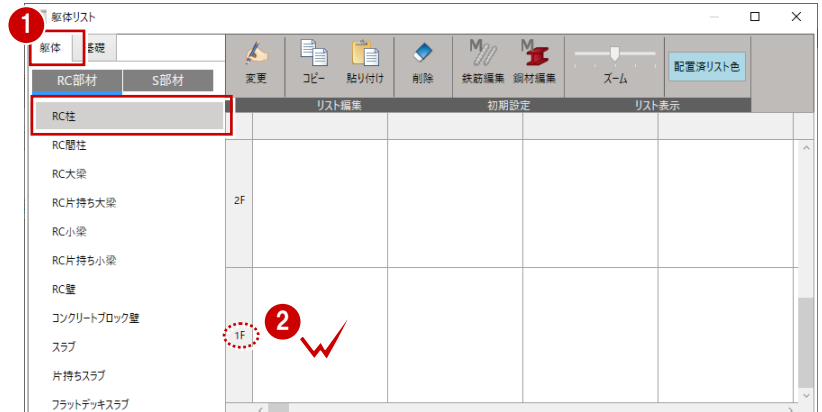 1
躯体リスト
躯体 基礎
RC部材 S部材
変更 コピー 貼り付け 削除 鉄筋編集 鋼材編集 ズーム 配置済リスト色
リスト編集 初期設定 リスト表示
RC柱
RC間柱
RC大梁
RC片持ち大梁
RC小梁
RC片持ち小梁
RC壁
コンクリートブロック壁
スラブ
片持ちスラブ
フラットデッキスラブ
2F
1F
2